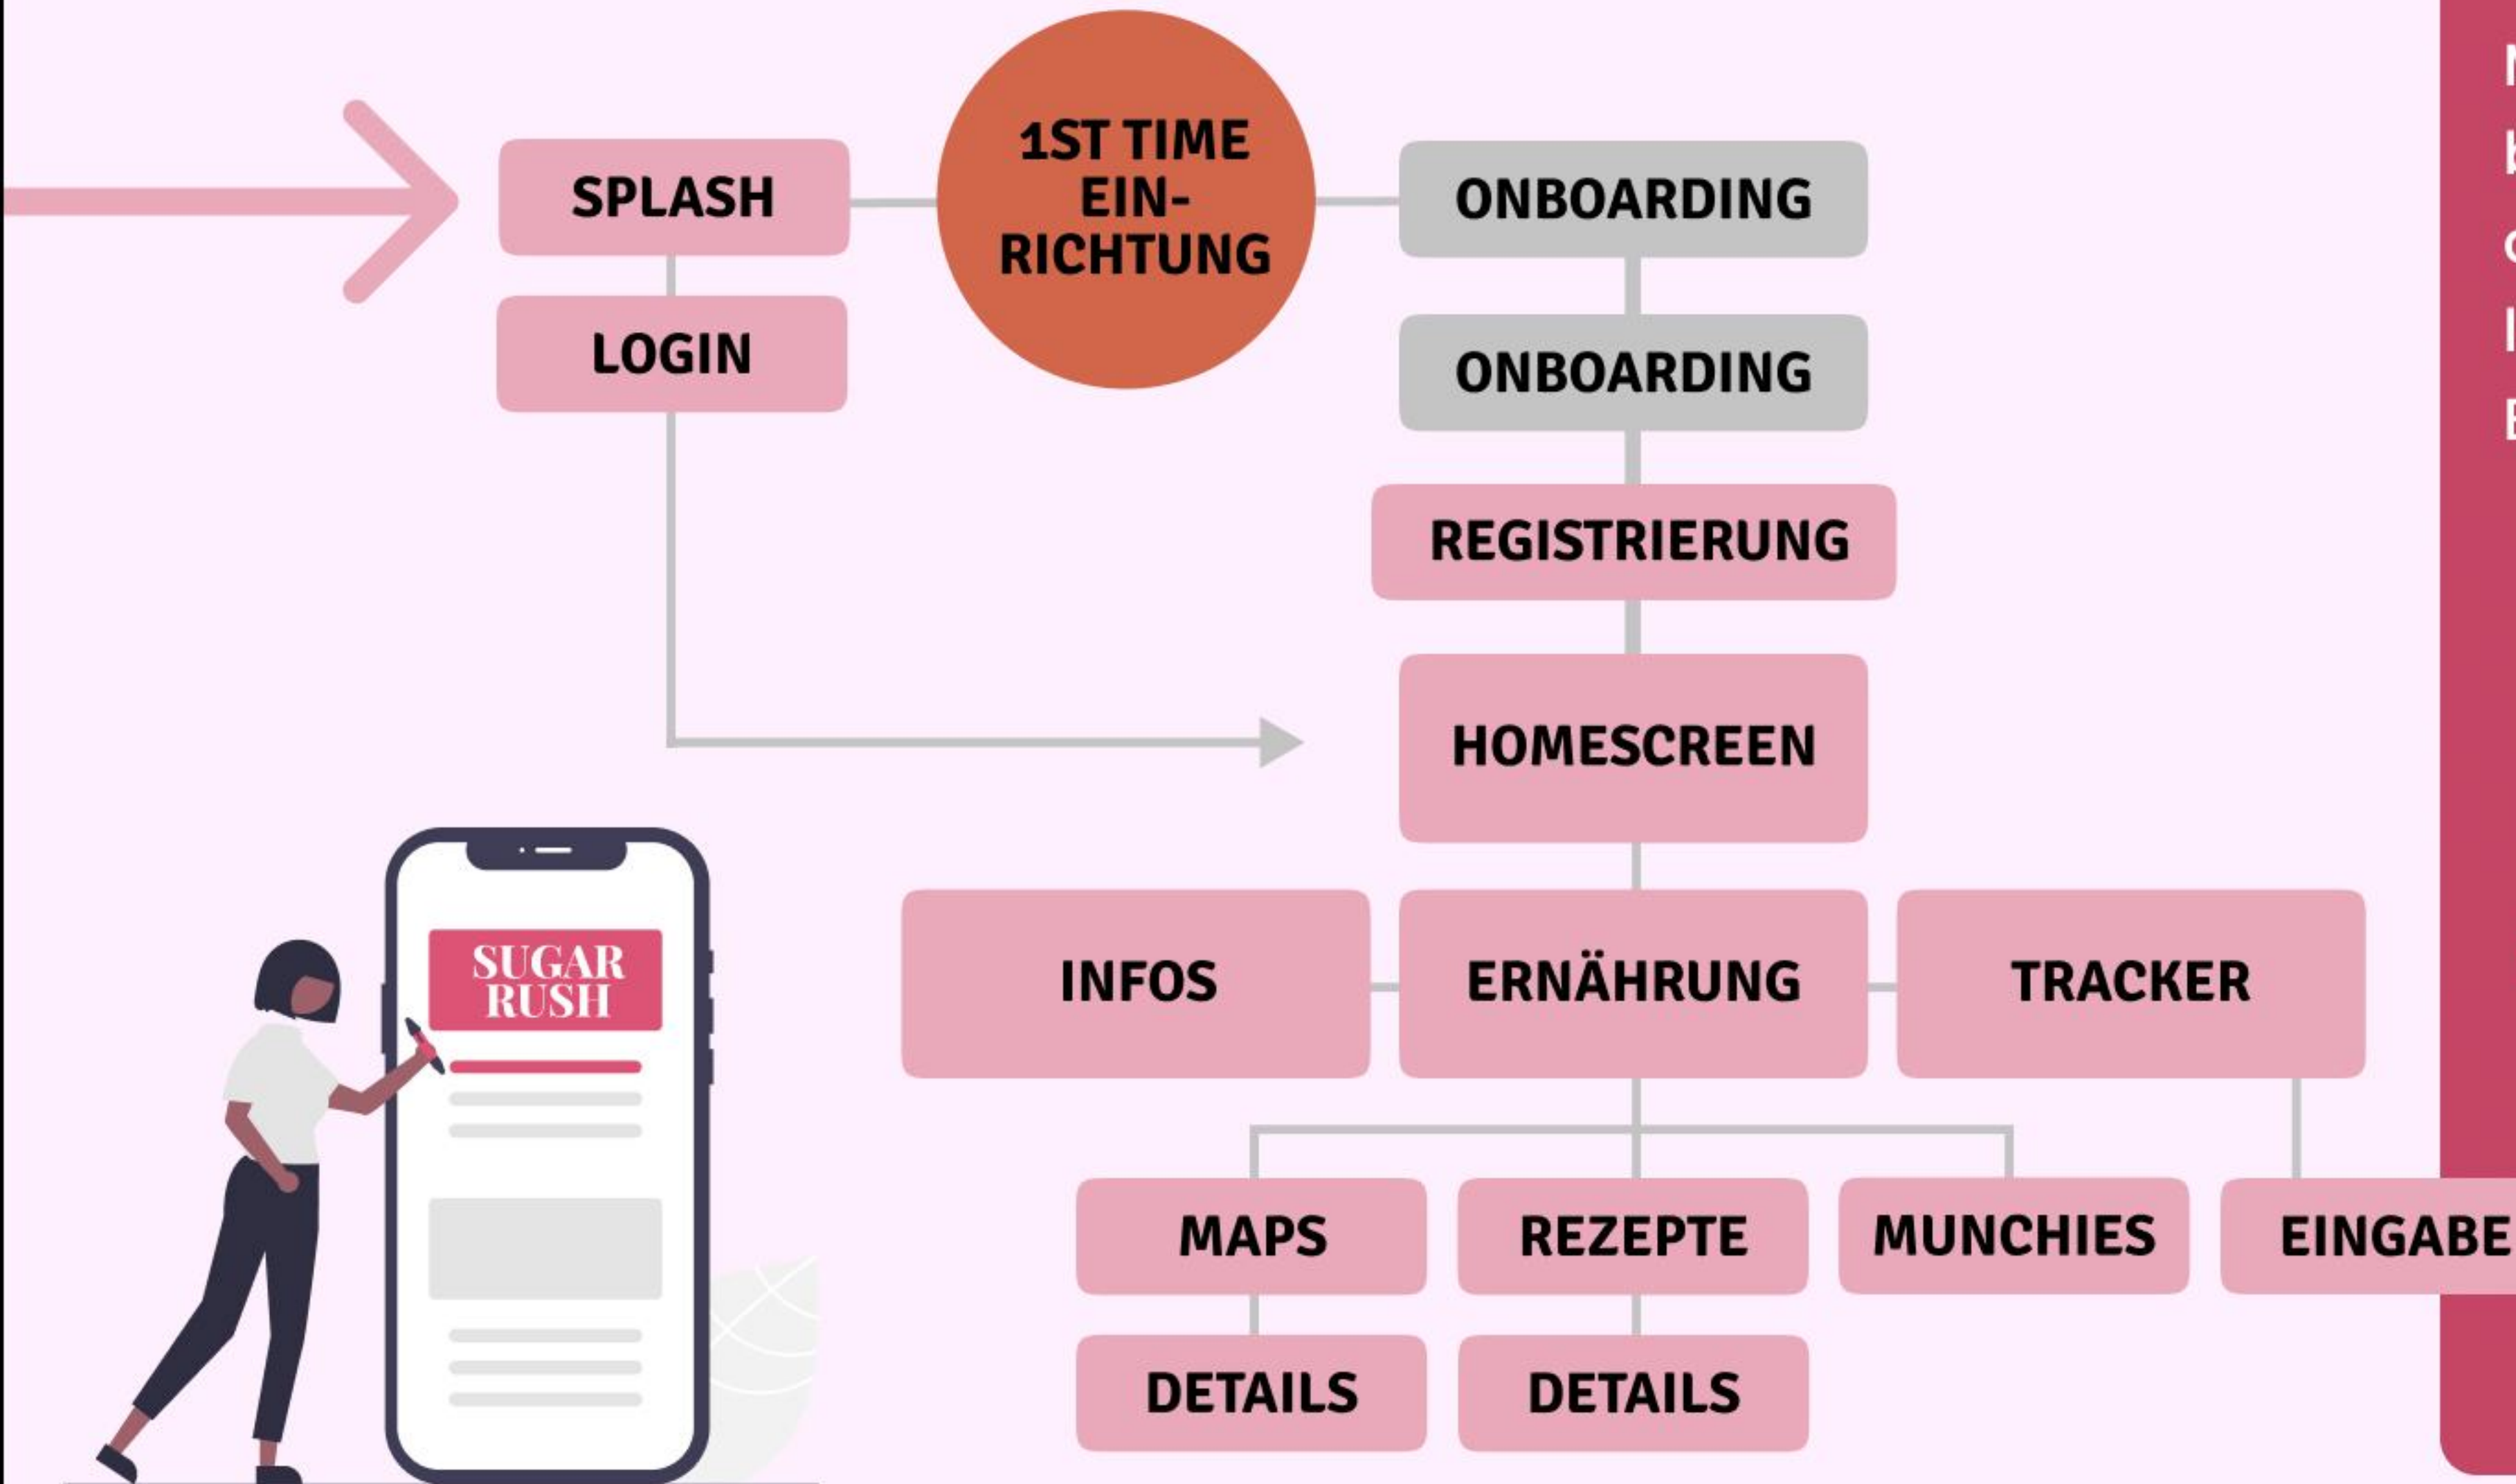 SPLASH
1ST TIME
EIN-
RICHTUNG
ONBOARDING
LOGIN
ONBOARDING
REGISTRIERUNG
HOMESCREEN
INFOS
ERNÄHRUNG
TRACKER
SUGAR
RUSH
MAPS
REZEPTE
MUNCHIES
EINGABE
DETAILS
DETAILS